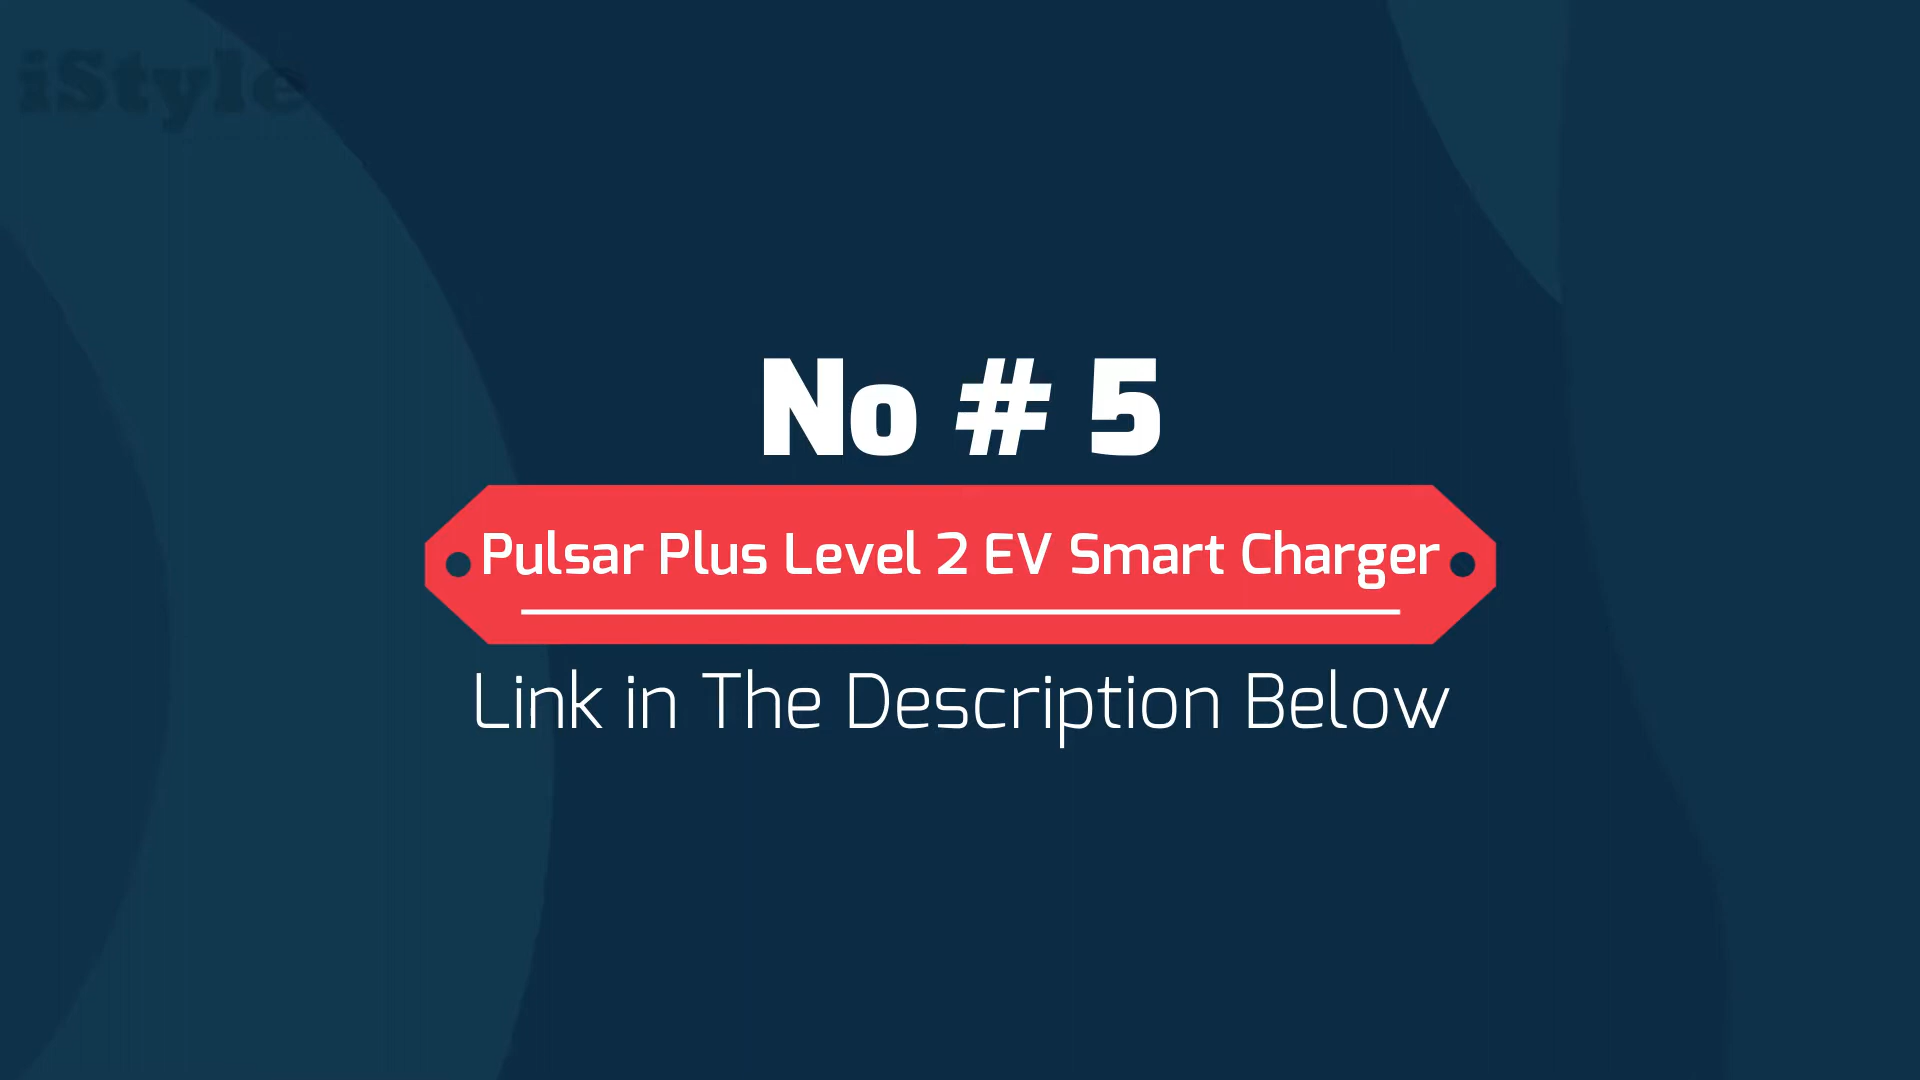 iStyle
No # 5
Pulsar Plus Level 2 EV Smart Charger
Link in The Description Below